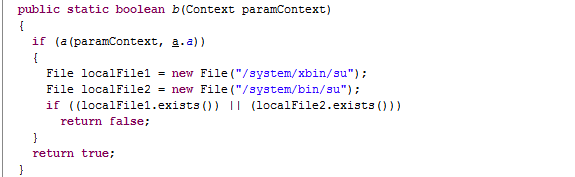 public static boolean b(Context paramContext)
{
  if (a(paramContext, a.a))
  {
    File localFile1 = new File("/system/xbin/su");
    File localFile2 = new File("/system/bin/su");
    if ((localFile1.exists()) || (localFile2.exists()))
      return false;
  }
  return true;
}